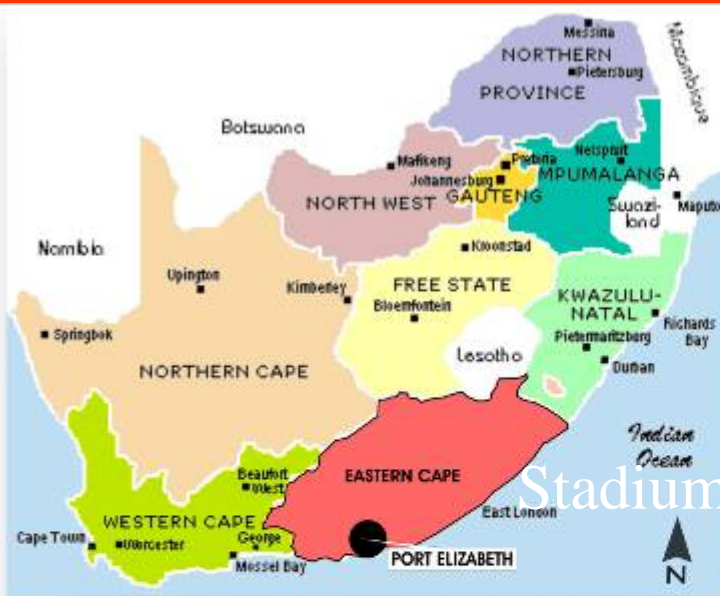 Messina
NORTHERN
Pietersburg
PROVINCE
Mozambique
Botswana
Mafikeng
Pretoria
Nelspruit
Johannesburg
MPUMALANGA
NORTH WEST
GAUTENG
Swazi-
land
Maputo
Namibia
Kroonstad
Upington
Kimberley
FREE STATE
KWAZULU-
NATAL
Bloemfontein
Richards
Bay
Springbok
Pietermaritzberg
Lesotho
Durban
NORTHERN CAPE
Indian
Ocean
Beaufort
West
EASTERN CAPE
Stadium
East London
WESTERN CAPE
Cape Town
Worcester
George
Mossel Bay
PORT ELIZABETH
N